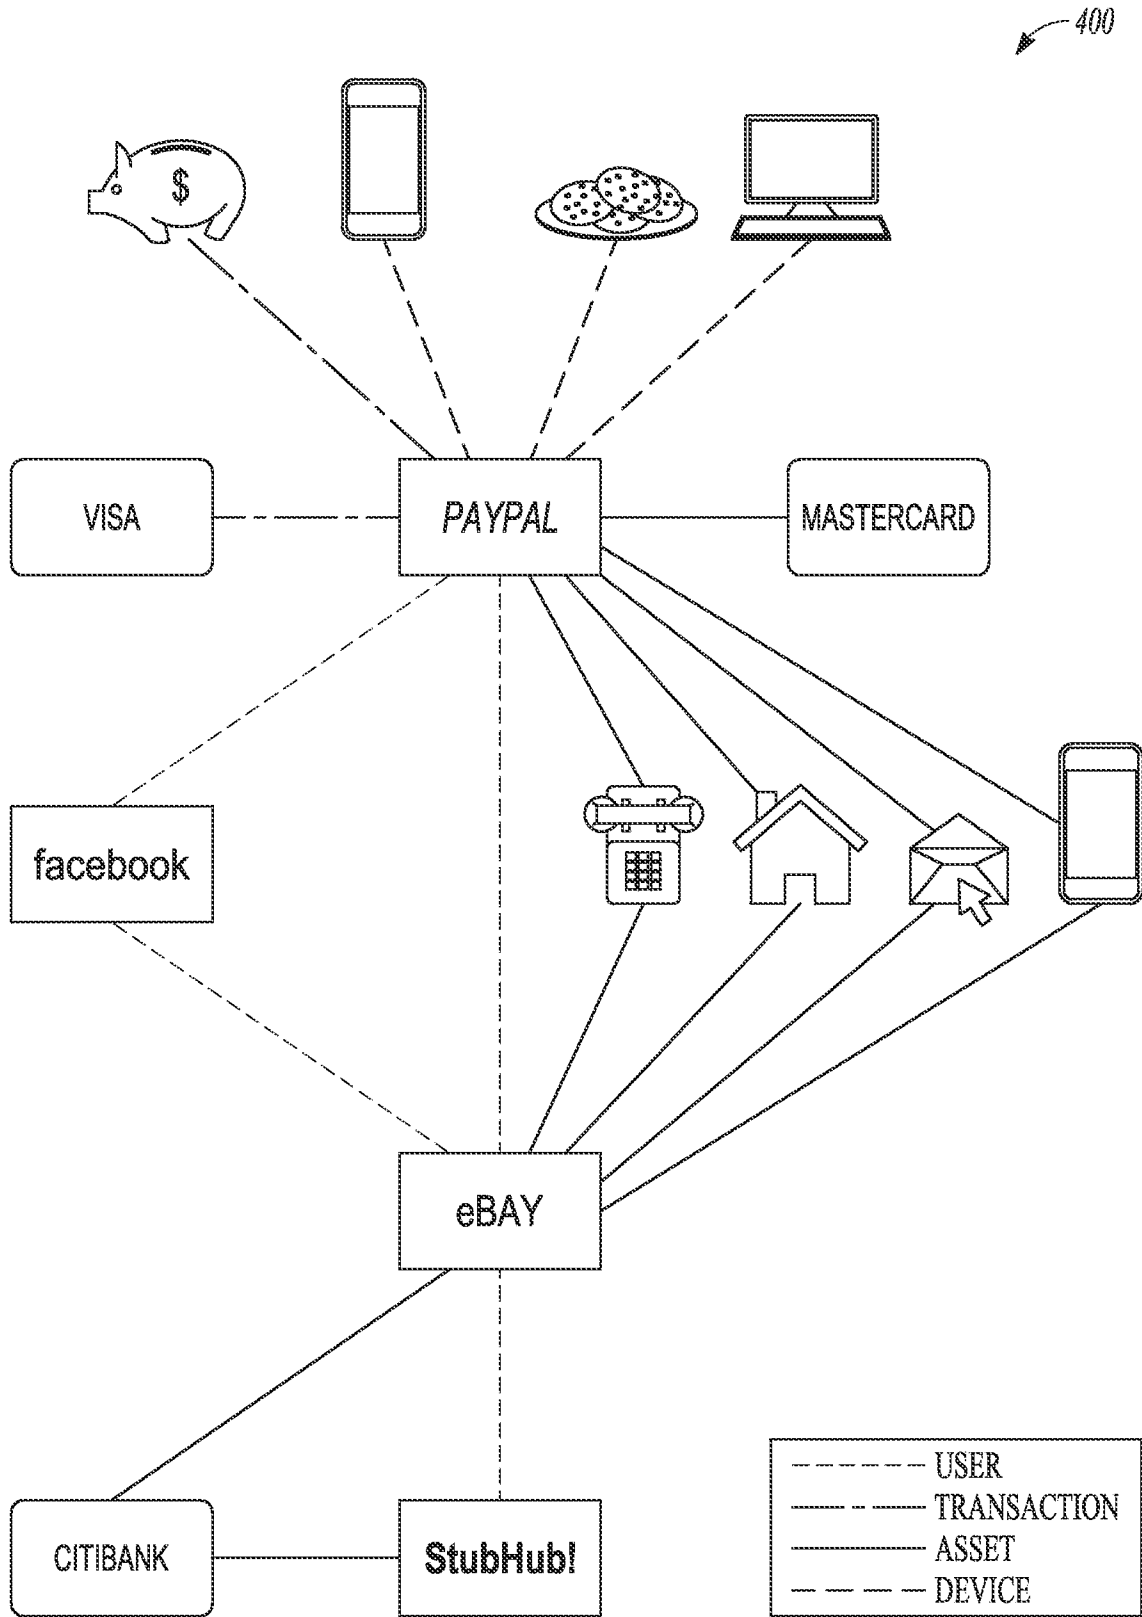 400
$
VISA
PAYPAL
MASTERCARD
facebook
eBAY
CITIBANK
StubHub!
USER
TRANSACTION
ASSET
DEVICE